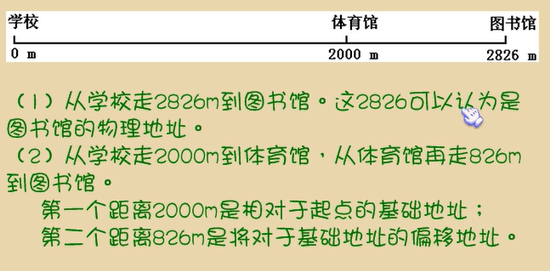 学校 体育馆 图书馆
0 m 2000 m 2826 m
（1）从学校走2826m到图书馆。这2826可以认为是
图书馆的物理地址。
（2）从学校走2000m到体育馆，从体育馆再走826m
到图书馆。
第一个距离2000m是相对于起点的基础地址；
第二个距离826m是将对于基础地址的偏移地址。